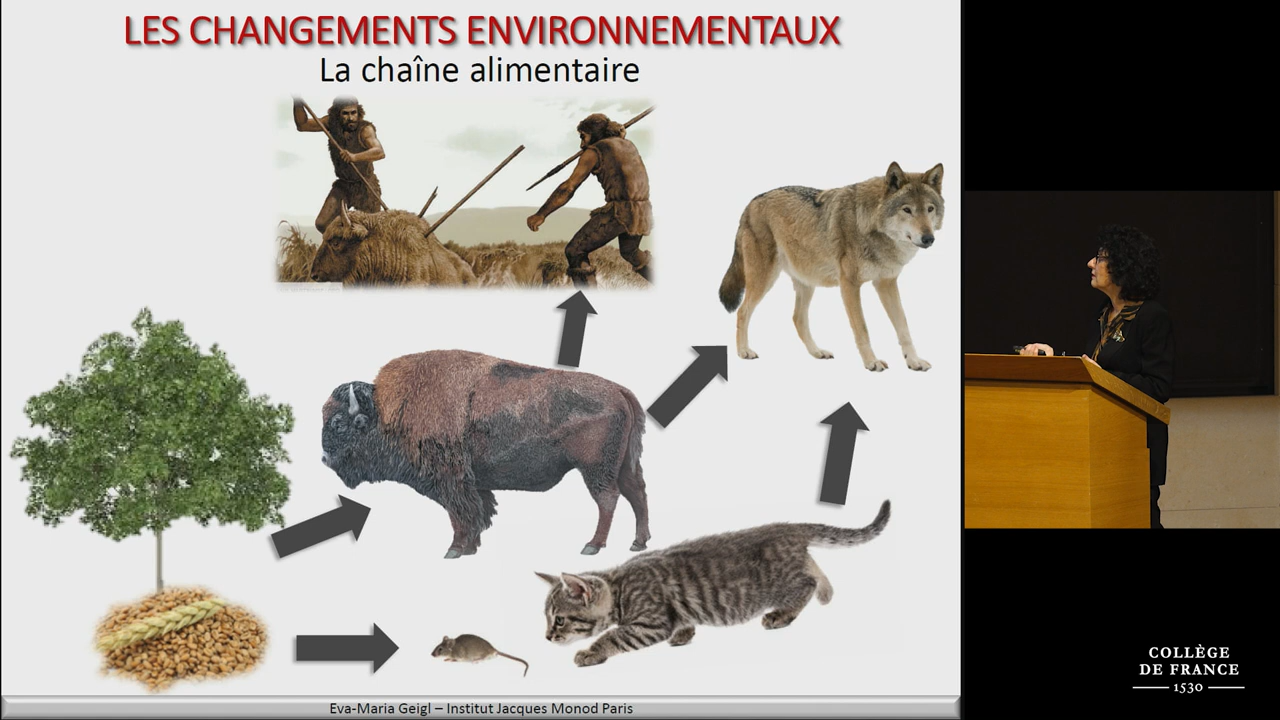 LES CHANGEMENTS ENVIRONNEMENTAUX
La chaîne alimentaire
Eva-Maria Geigl – Institut Jacques Monod Paris
COLLÈGE
DE FRANCE
1530